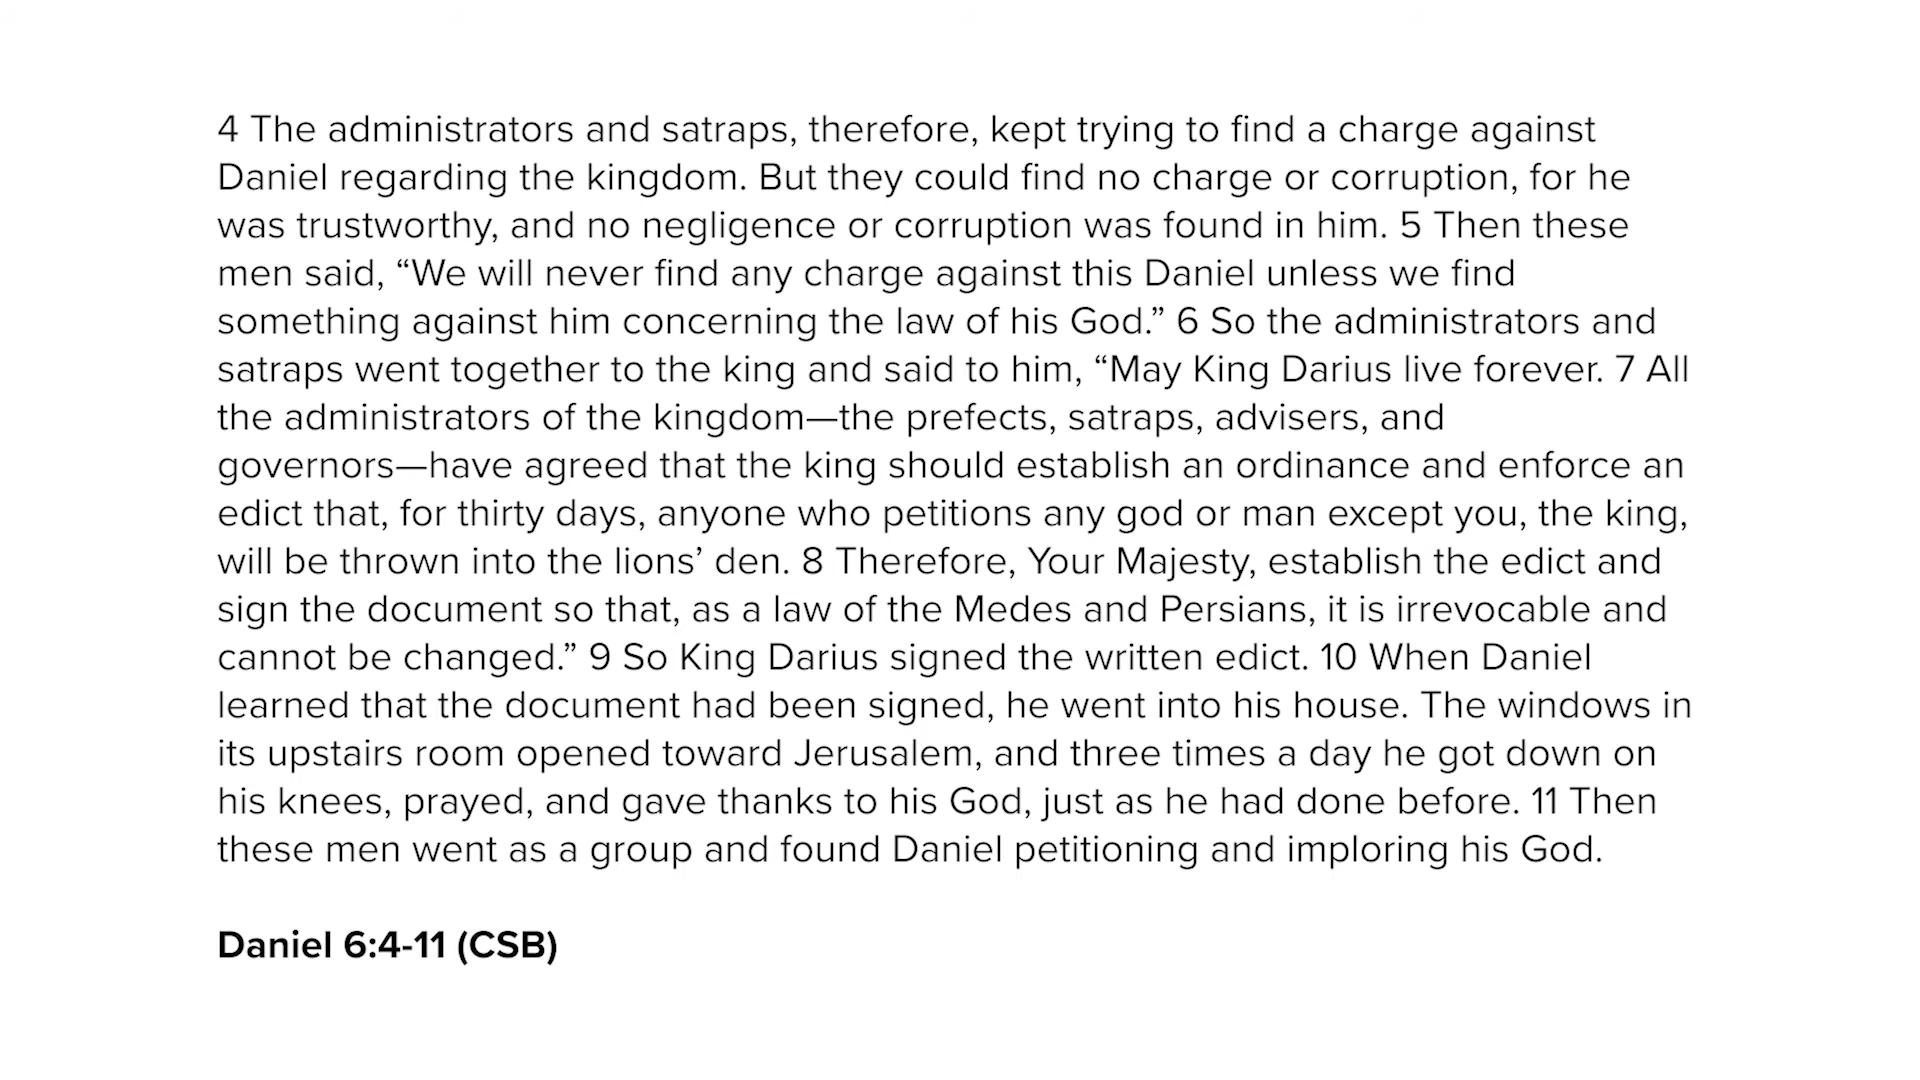 4 The administrators and satraps, therefore, kept trying to find a charge against
Daniel regarding the kingdom. But they could find no charge or corruption, for he
was trustworthy, and no negligence or corruption was found in him. 5 Then these
men said, “We will never find any charge against this Daniel unless we find
something against him concerning the law of his God.” 6 So the administrators and
satraps went together to the king and said to him, “May King Darius live forever. 7 All
the administrators of the kingdom—the prefects, satraps, advisers, and
governors—have agreed that the king should establish an ordinance and enforce an
edict that, for thirty days, anyone who petitions any god or man except you, the king,
will be thrown into the lions’ den. 8 Therefore, Your Majesty, establish the edict and
sign the document so that, as a law of the Medes and Persians, it is irrevocable and
cannot be changed.” 9 So King Darius signed the written edict. 10 When Daniel
learned that the document had been signed, he went into his house. The windows in
its upstairs room opened toward Jerusalem, and three times a day he got down on
his knees, prayed, and gave thanks to his God, just as he had done before. 11 Then
these men went as a group and found Daniel petitioning and imploring his God.
Daniel 6:4-11 (CSB)